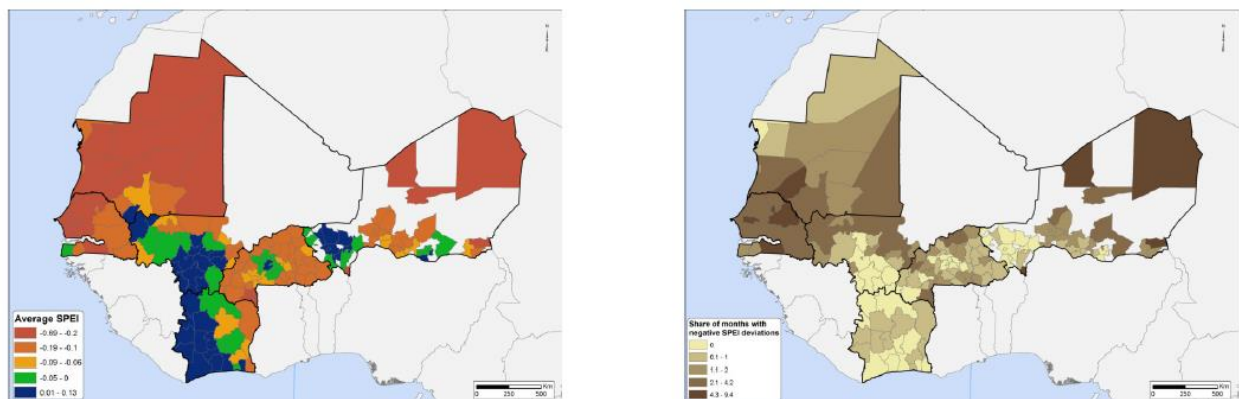 Average SPEI
-0.69 - -0.2
-0.19 - -0.1
-0.09 - -0.06
-0.05 - 0
0.01 - 0.13
Km
0 250 500
Share of months with
negative SPEI deviations
0
0.1 - 1
1.1 - 2
2.1 - 4.2
4.3 - 9.4
Km
0 250 500